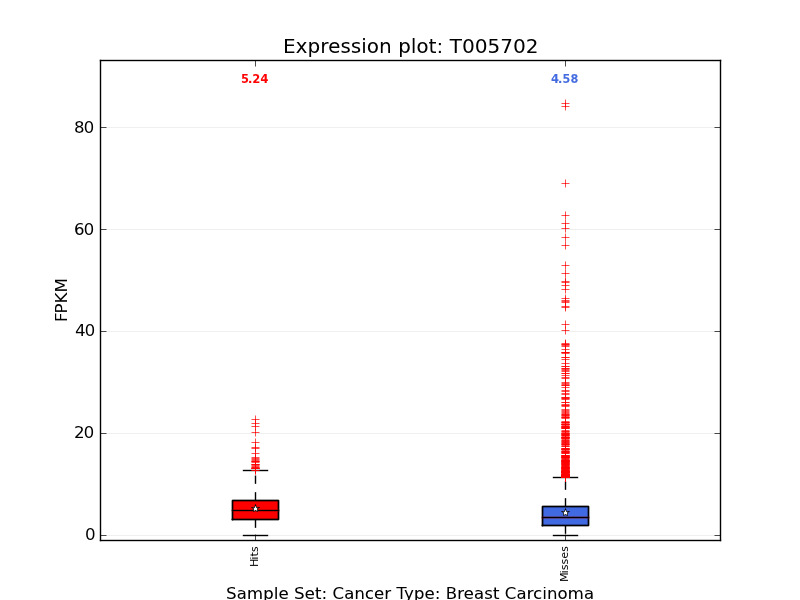 Expression plot: T005702
5.24
4.58
80
60
40
20
0
FPKM
Hits
Misses
Sample Set: Cancer Type: Breast Carcinoma